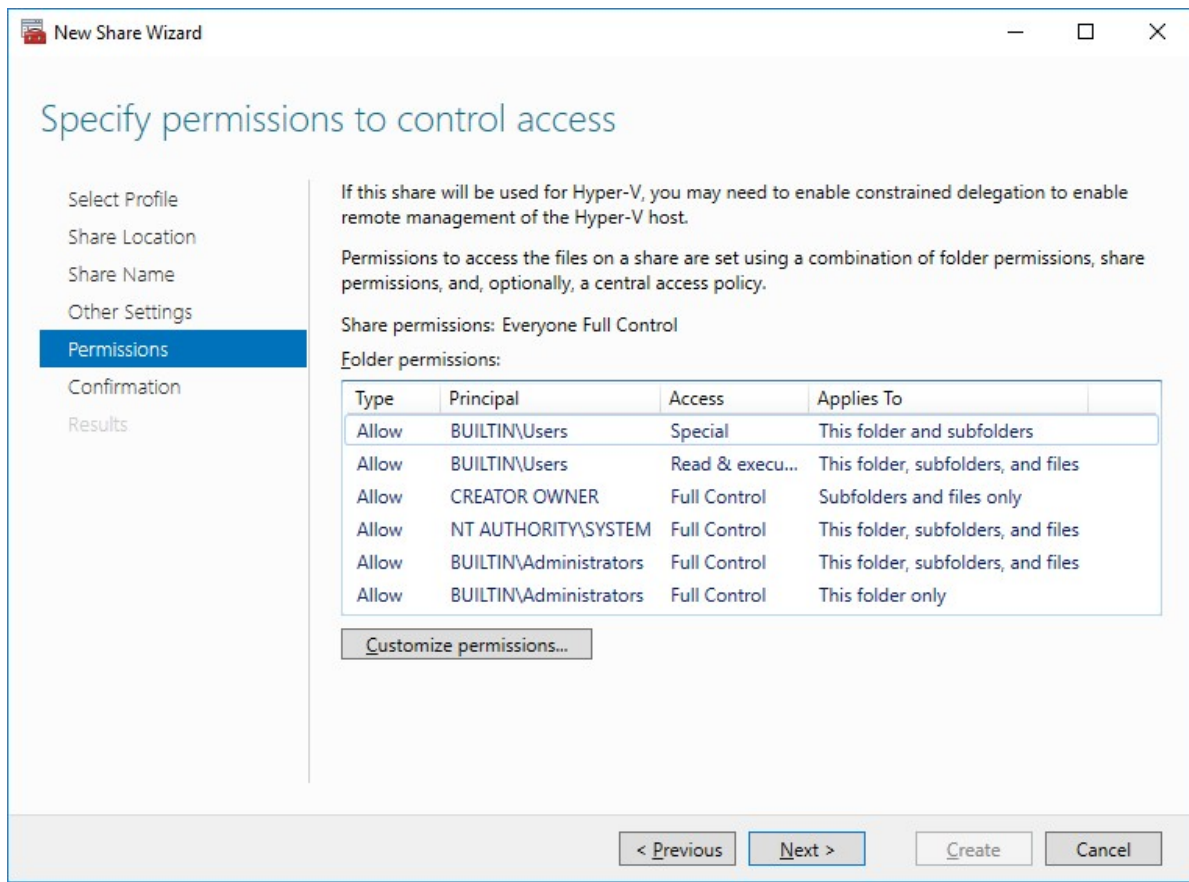 New Share Wizard
Specify permissions to control access
Select Profile
Share Location
Share Name
Other Settings
Permissions
Confirmation
Results
If this share will be used for Hyper-V, you may need to enable constrained delegation to enable
remote management of the Hyper-V host.
Permissions to access the files on a share are set using a combination of folder permissions, share
permissions, and, optionally, a central access policy.
Share permissions: Everyone Full Control
Folder permissions:
Type Principal Access Applies To
Allow BUILTIN\Users Special This folder and subfolders
Allow BUILTIN\Users Read & execu... This folder, subfolders, and files
Allow CREATOR OWNER Full Control Subfolders and files only
Allow NT AUTHORITY\SYSTEM Full Control This folder, subfolders, and files
Allow BUILTIN\Administrators Full Control This folder, subfolders, and files
Allow BUILTIN\Administrators Full Control This folder only
Customize permissions...
< Previous Next > Create Cancel